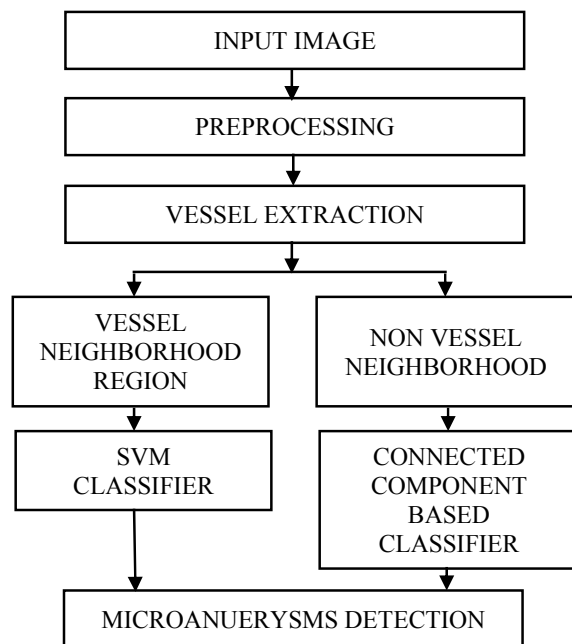 INPUT IMAGE
PREPROCESSING
VESSEL EXTRACTION
VESSEL
NEIGHBORHOOD
REGION
NON VESSEL
NEIGHBORHOOD
SVM
CLASSIFIER
CONNECTED
COMPONENT
BASED
CLASSIFIER
MICROANUERYSMS DETECTION